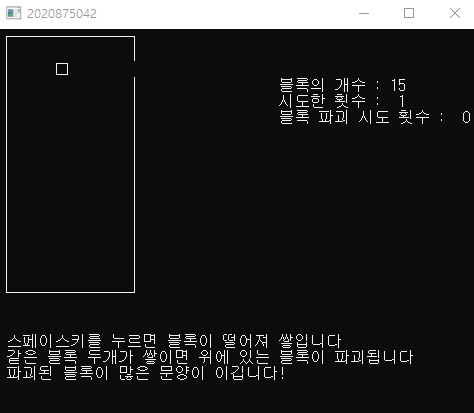 2020875042
블록의 개수 : 15
시도한 횟수 : 1
블록 파괴 시도 횟수 : 0
스페이스키를 누르면 블록이 떨어져 쌓입니다
같은 블록 두개가 쌓이면 위에 있는 블록이 파괴됩니다
파괴된 블록이 많은 문양이 이깁니다!